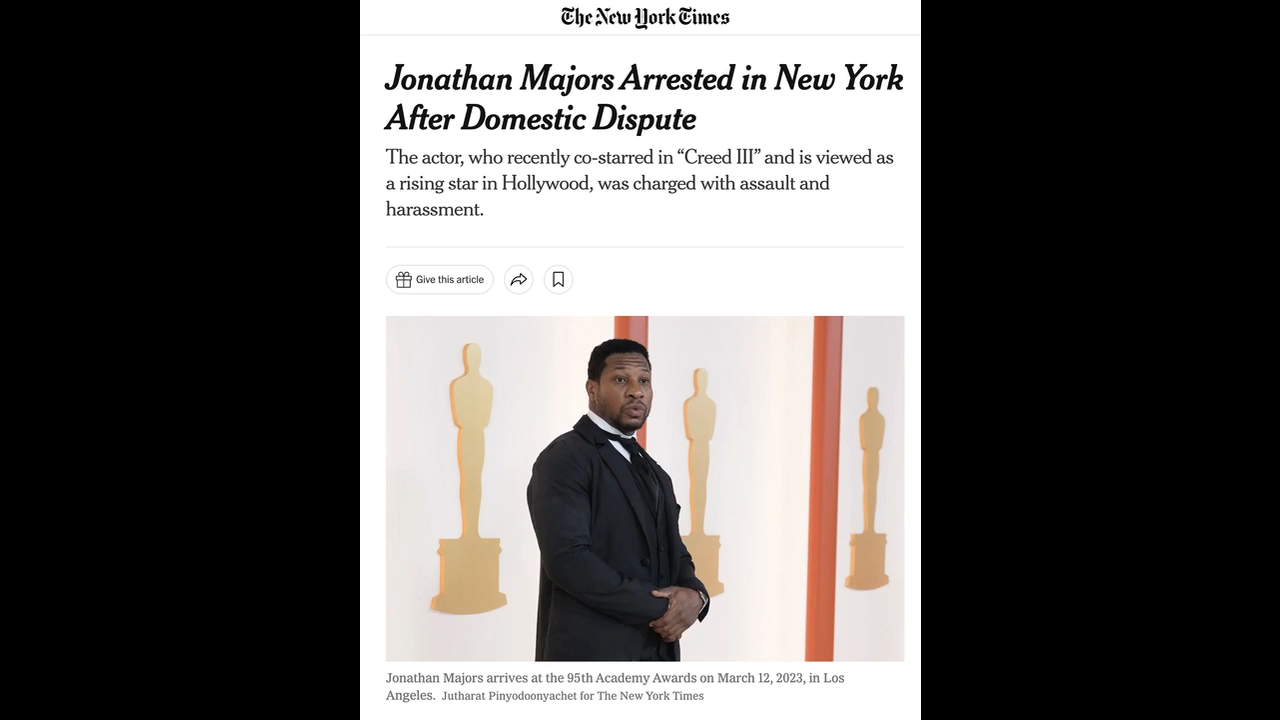 The New York Times
Jonathan Majors Arrested in New York
After Domestic Dispute
The actor, who recently co-starred in “Creed III” and is viewed as
a rising star in Hollywood, was charged with assault and
harassment.
Give this article
Jonathan Majors arrives at the 95th Academy Awards on March 12, 2023, in Los
Angeles. Jutharat Pinyodoonyachet for The New York Times